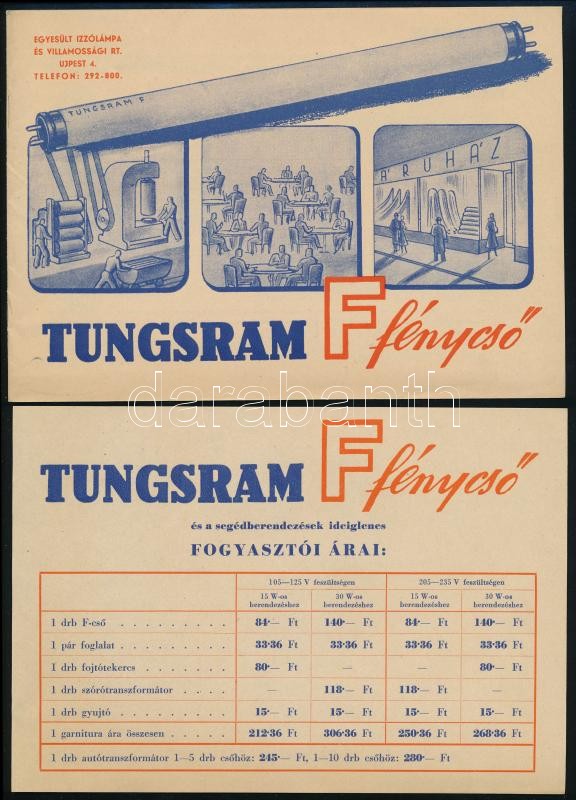 EGYESÜLT IZZÓLÁMPA
ÉS VILLAMOSSÁGI RT.
UJPEST 4.
TELEFON: 292-800.
TUNGSRAM F
ÁRUHÁZ
TUNGSRAM F fénycső
darabanth
TUNGSRAM F fénycső
és a segédberendezések ideiglenes
FOGYASZTÓI ÁRAI:
105—125 V feszültségen 205—235 V feszültségen
15 W-os berendezéshez 30 W-os berendezéshez 15 W-os berendezéshez 30 W-os berendezéshez
1 drb F-cső . . . . . . . . . 84·— Ft 140·— Ft 84·— Ft 140·— Ft
1 pár foglalat . . . . . . . . 33·36 Ft 33·36 Ft 33·36 Ft 33·36 Ft
1 drb fojtótekercs . . . . . . 80·— Ft — — 80·— Ft
1 drb szórótranszformátor . . . . — 118·— Ft 118·— Ft —
1 drb gyujtó . . . . . . . . . 15·— Ft 15·— Ft 15·— Ft 15·— Ft
1 garnitura ára összesen . . . . . 212·36 Ft 306·36 Ft 250·36 Ft 268·36 Ft
1 drb autótranszformátor 1—5 drb csőhöz: 245·— Ft, 1—10 drb csőhöz: 280·— Ft